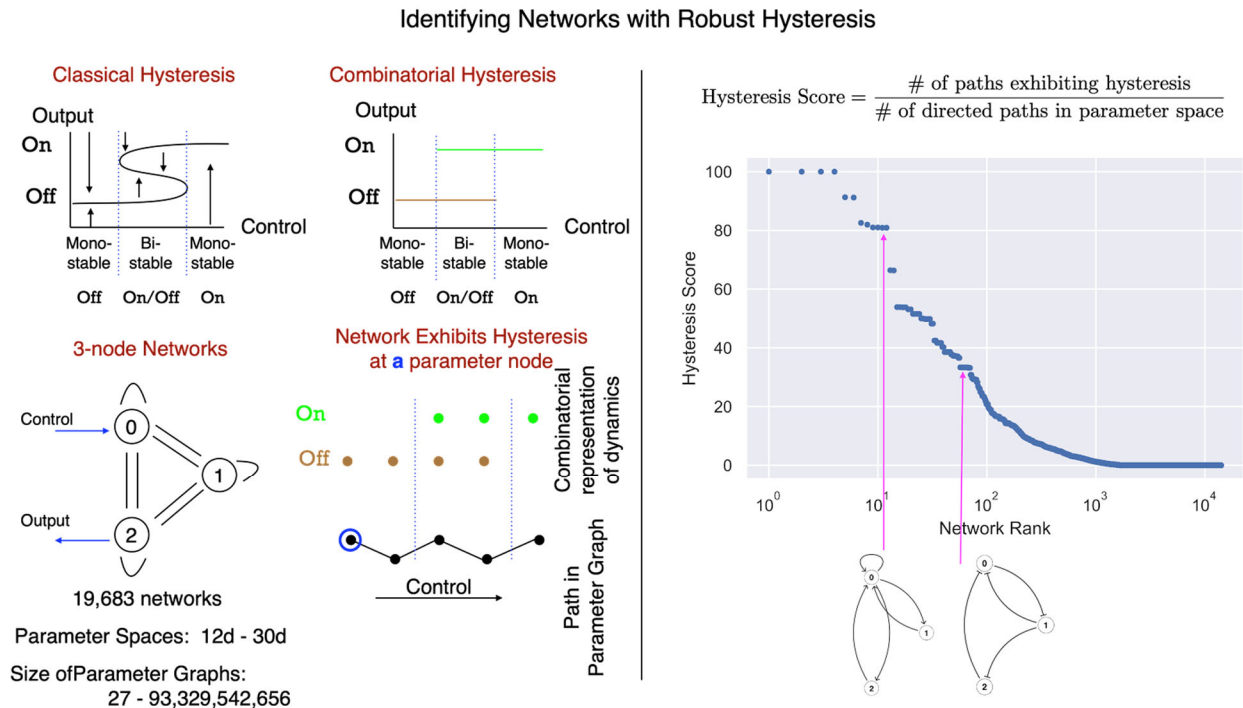 Identifying Networks with Robust Hysteresis
Classical Hysteresis
Output
On
Off
Control
Mono-
stable
Bi-
stable
Mono-
stable
Off
On/Off
On
Combinatorial Hysteresis
Output
On
Off
Control
Mono-
stable
Bi-
stable
Mono-
stable
Off
On/Off
On
3-node Networks
Control
0
1
2
Output
19,683 networks
Parameter Spaces: 12d - 30d
Size ofParameter Graphs:
27 - 93,329,542,656
Network Exhibits Hysteresis
at a parameter node
On
Off
Combinatorial
representation
of dynamics
Control
Path in
Parameter Graph
Hysteresis Score = # of paths exhibiting hysteresis
# of directed paths in parameter space
Hysteresis Score
100
80
60
40
20
0
10^0
10^1
10^2
10^3
10^4
Network Rank
0
1
2
0
1
2